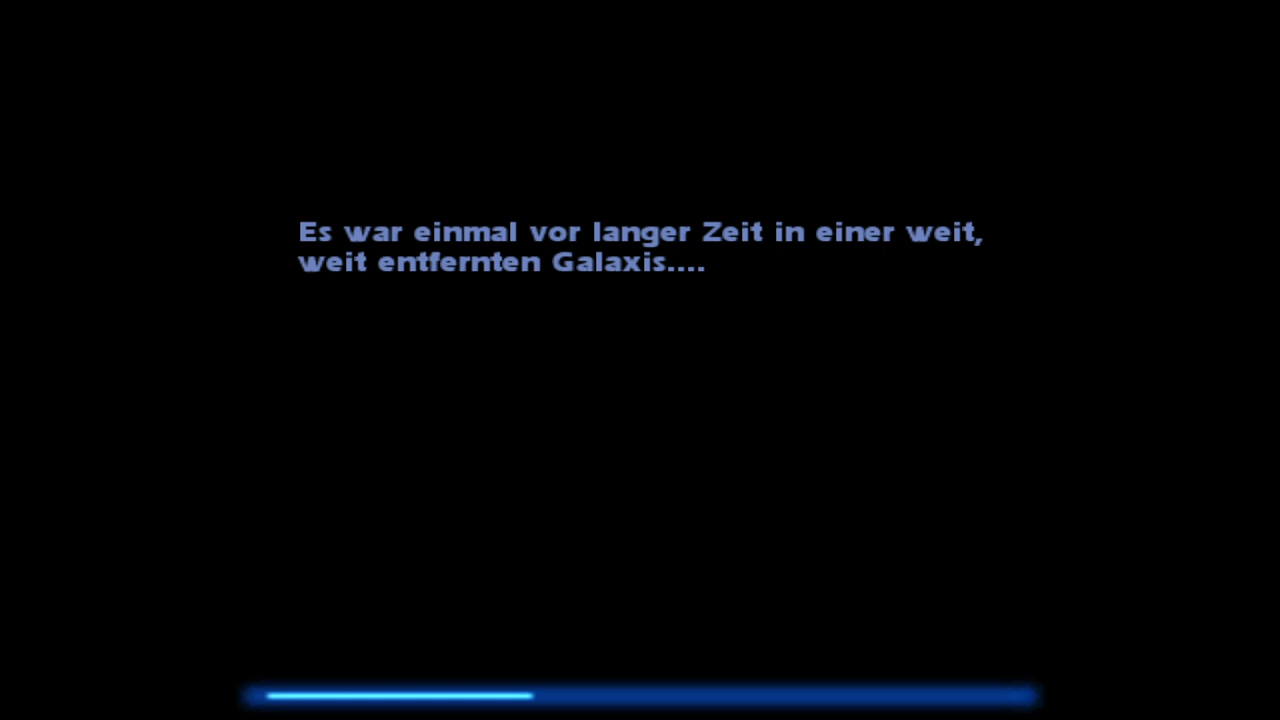 Es war einmal vor langer Zeit in einer weit,
weit entfernten Galaxis....